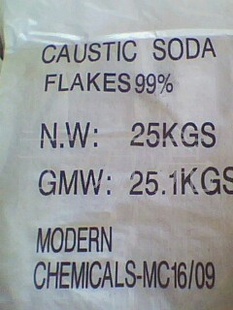 CAUSTIC SODA
FLAKES 99%
N.W: 25KGS
GMW: 25.1KGS
MODERN
CHEMICALS-MC16/09